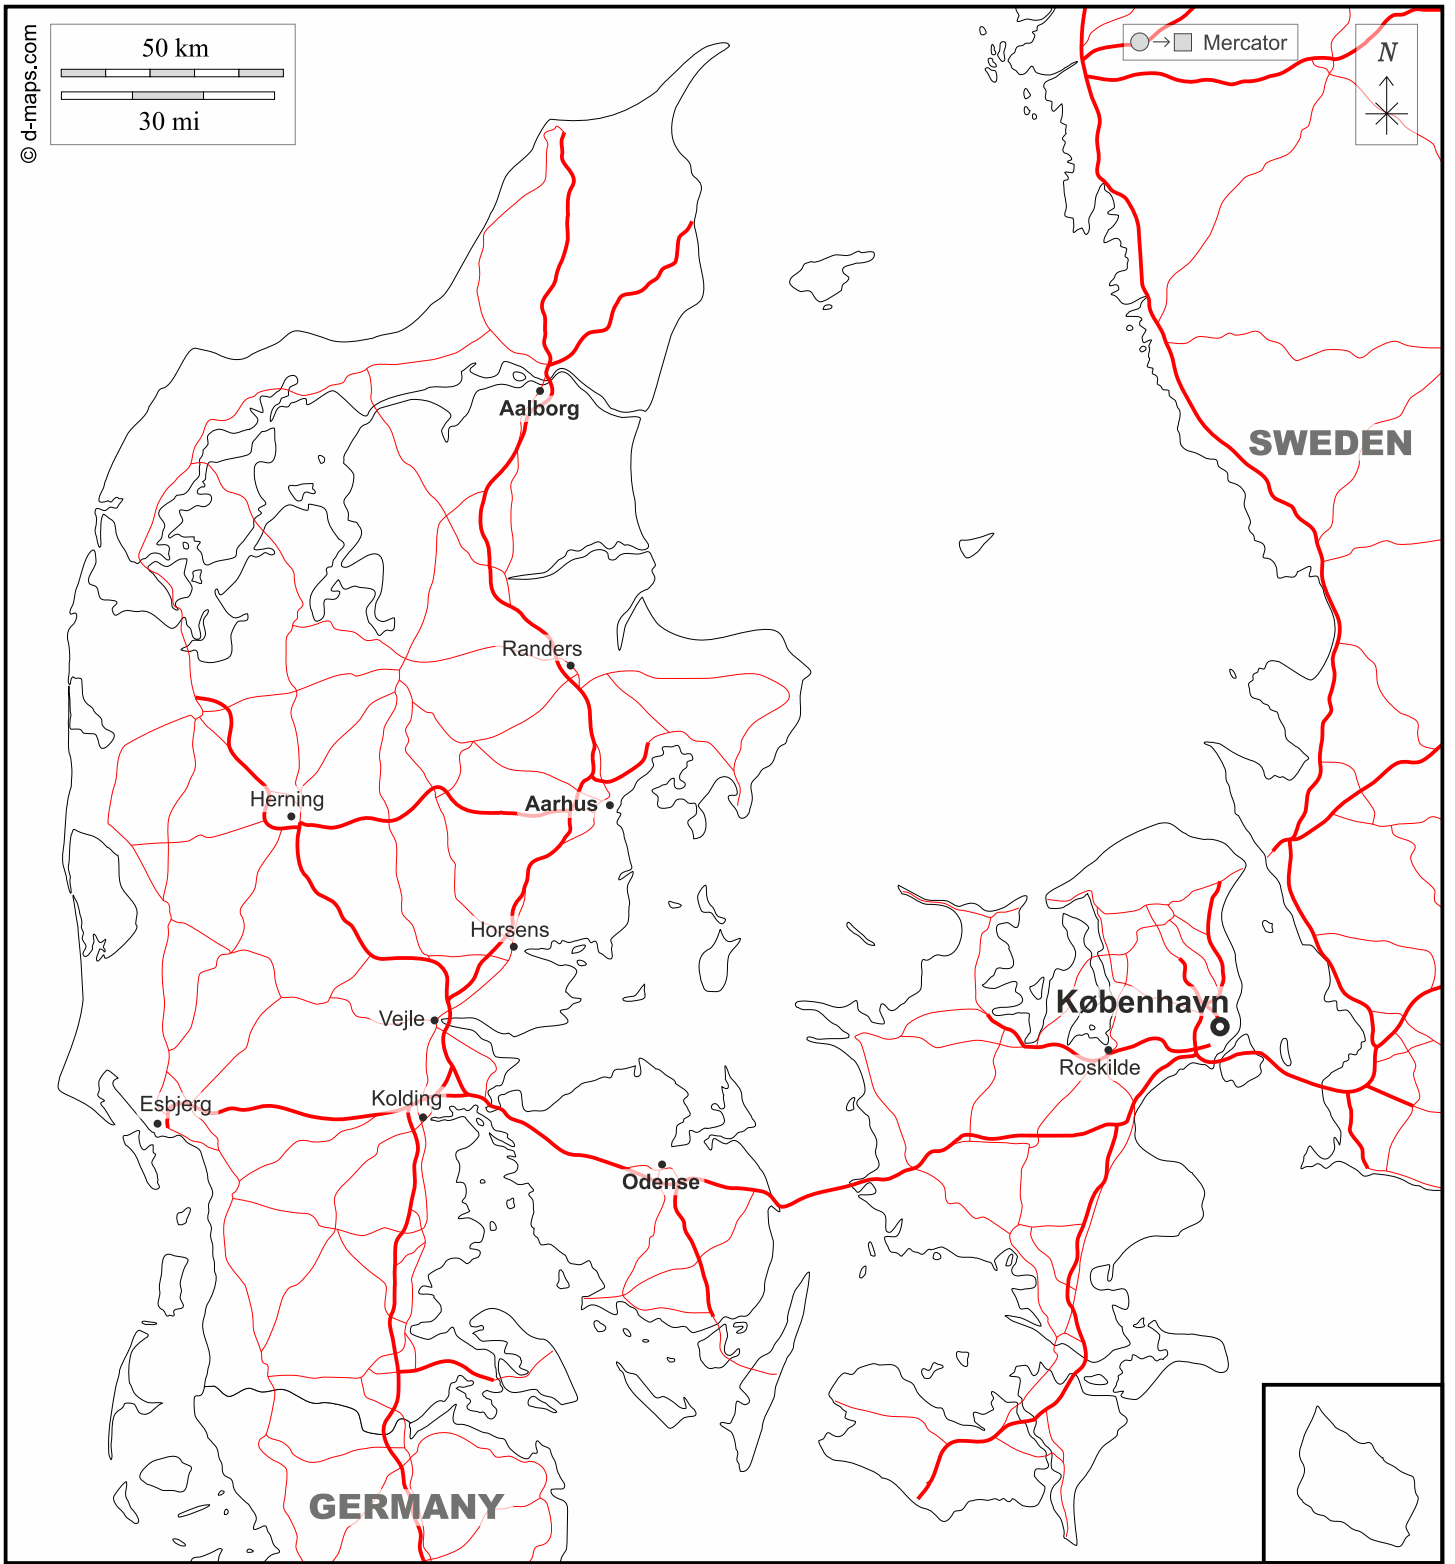 © d-maps.com
50 km
30 mi
Mercator
N
Aalborg
SWEDEN
Randers
Herning
Aarhus
Horsens
København
Vejle
Roskilde
Kolding
Esbjerg
Odense
GERMANY